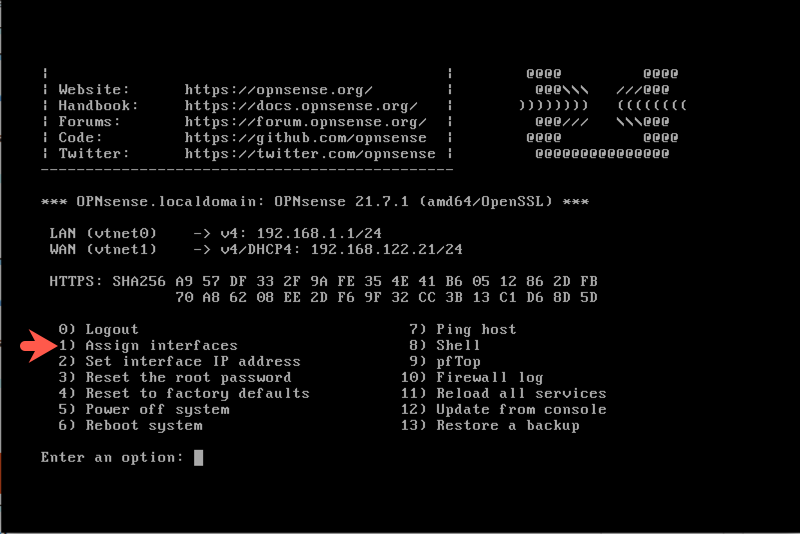 |                                            |        @@@@         @@@@
| Website:      https://opnsense.org/        |         @@@\\\   ///@@@
| Handbook:     https://docs.opnsense.org/   |       ))))))))   ((((((((
| Forums:       https://forum.opnsense.org/  |         @@@///   \\\@@@
| Code:         https://github.com/opnsense  |        @@@@         @@@@
| Twitter:      https://twitter.com/opnsense |         @@@@@@@@@@@@@@@
----------------------------------------------
*** OPNsense.localdomain: OPNsense 21.7.1 (amd64/OpenSSL) ***
LAN (vtnet0)    -> v4: 192.168.1.1/24
WAN (vtnet1)    -> v4/DHCP4: 192.168.122.21/24
HTTPS: SHA256 A9 57 DF 33 2F 9A FE 35 4E 41 B6 05 12 86 2D FB
70 A8 62 08 EE 2D F6 9F 32 CC 3B 13 C1 D6 8D 5D
0) Logout                              7) Ping host
1) Assign interfaces                   8) Shell
2) Set interface IP address            9) pfTop
3) Reset the root password            10) Firewall log
4) Reset to factory defaults          11) Reload all services
5) Power off system                   12) Update from console
6) Reboot system                      13) Restore a backup
Enter an option: